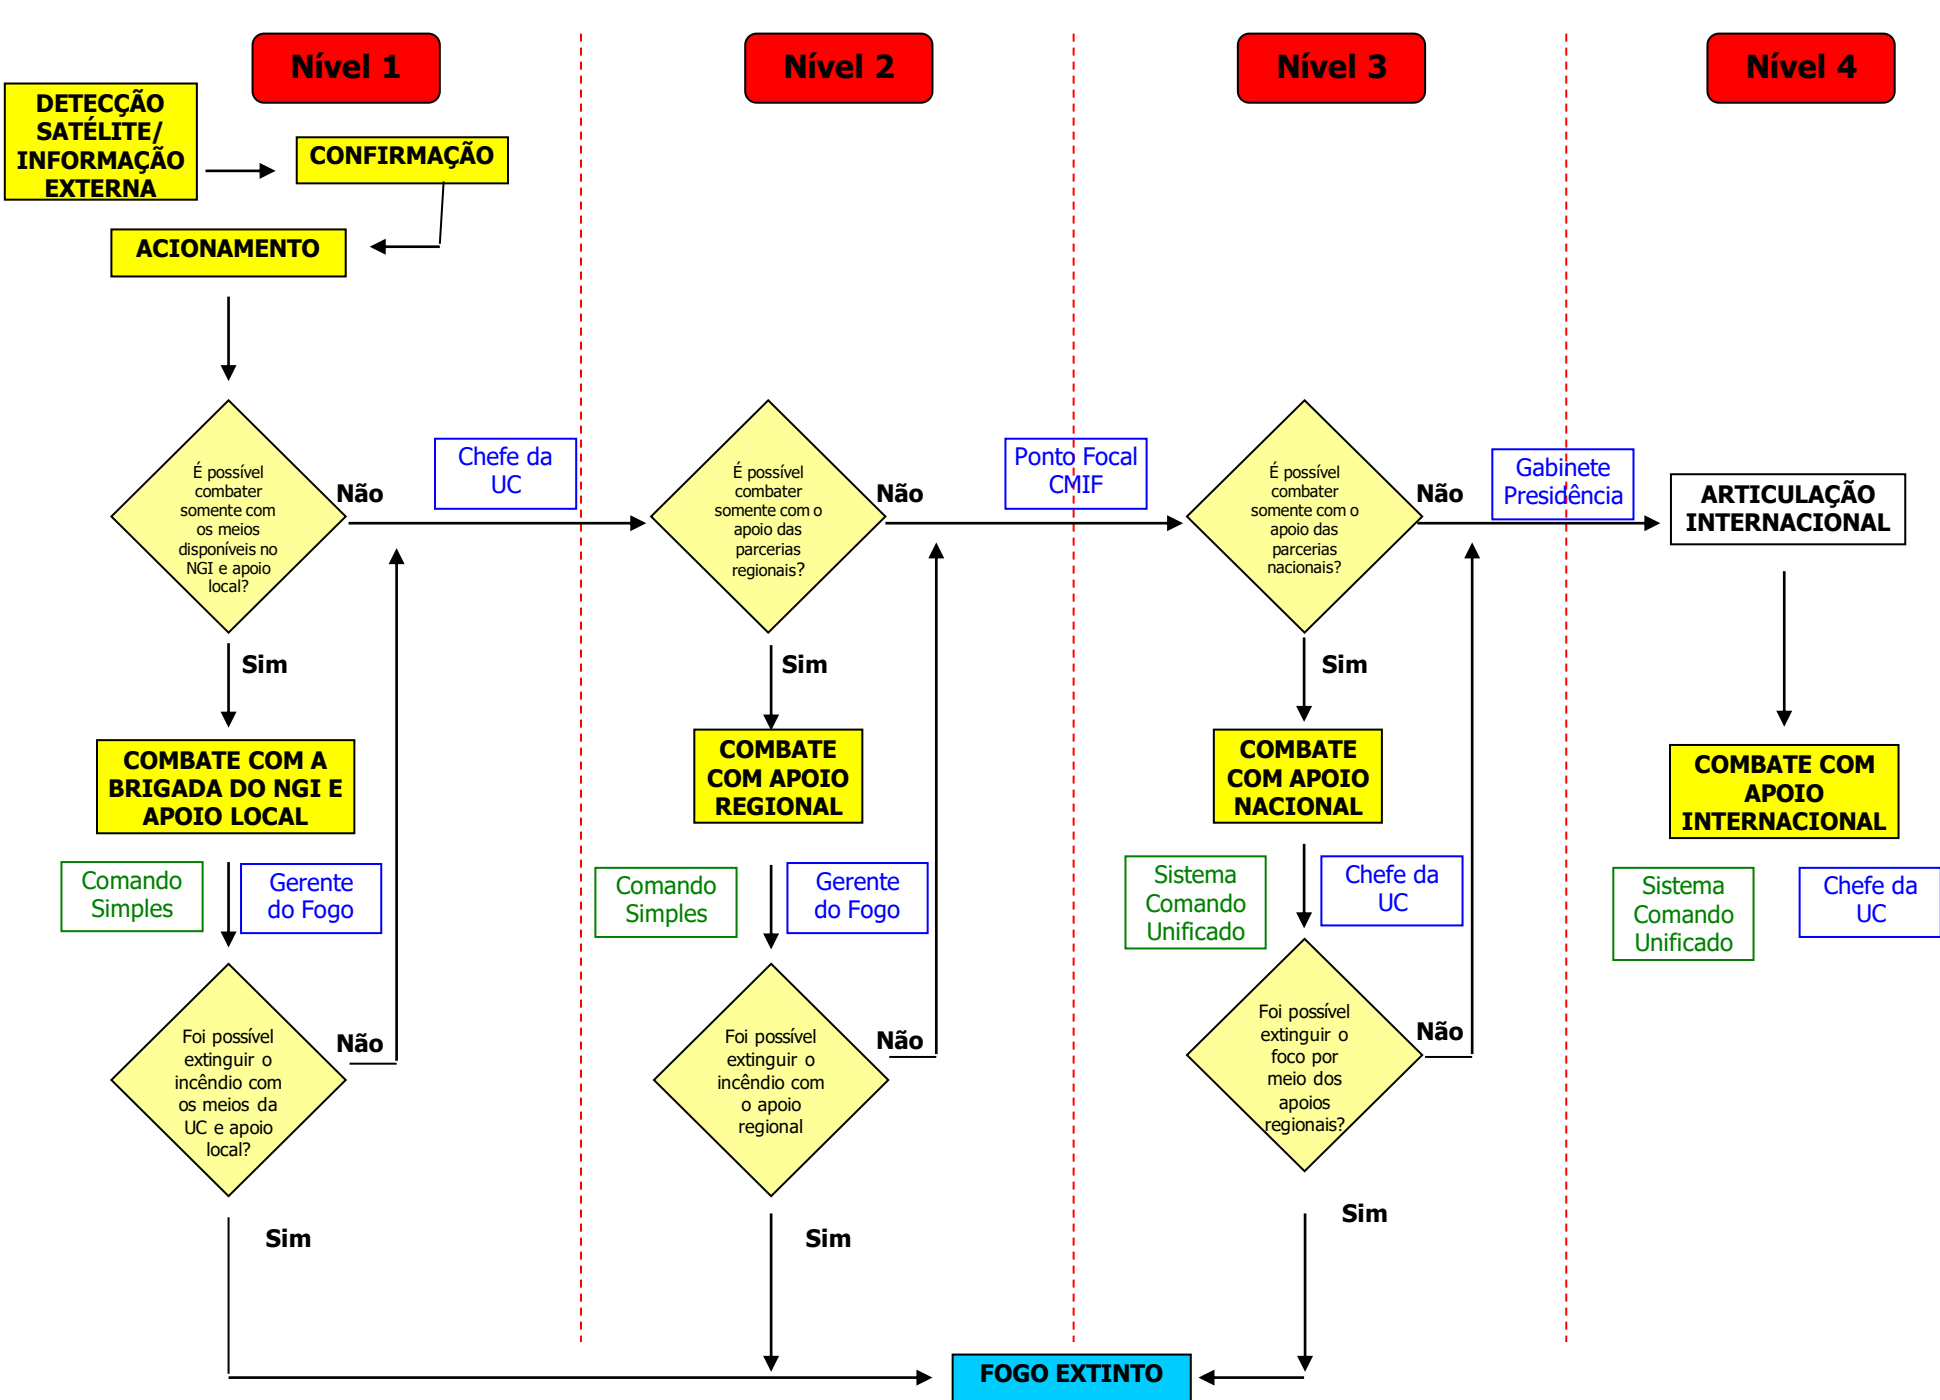 Nível 1
Nível 2
Nível 3
Nível 4
DETECÇÃO
SATÉLITE/
INFORMAÇÃO
EXTERNA
CONFIRMAÇÃO
ACIONAMENTO
É possível
combater
somente com
os meios
disponíveis no
NGI e apoio
local?
Não
Chefe da
UC
É possível
combater
somente com o
apoio das
parcerias
regionais?
Não
Ponto Focal
CMIF
É possível
combater
somente com o
apoio das
parcerias
nacionais?
Não
Gabinete
Presidência
ARTICULAÇÃO
INTERNACIONAL
Sim
Sim
Sim
COMBATE COM A
BRIGADA DO NGI E
APOIO LOCAL
COMBATE
COM APOIO
REGIONAL
COMBATE
COM APOIO
NACIONAL
COMBATE COM
APOIO
INTERNACIONAL
Comando
Simples
Gerente
do Fogo
Comando
Simples
Gerente
do Fogo
Sistema
Comando
Unificado
Chefe da
UC
Sistema
Comando
Unificado
Chefe da
UC
Foi possível
extinguir o
incêndio com
os meios da
UC e apoio
local?
Não
Foi possível
extinguir o
incêndio com
o apoio
regional
Não
Foi possível
extinguir o
foco por
meio dos
apoios
regionais?
Não
Sim
Sim
Sim
FOGO EXTINTO